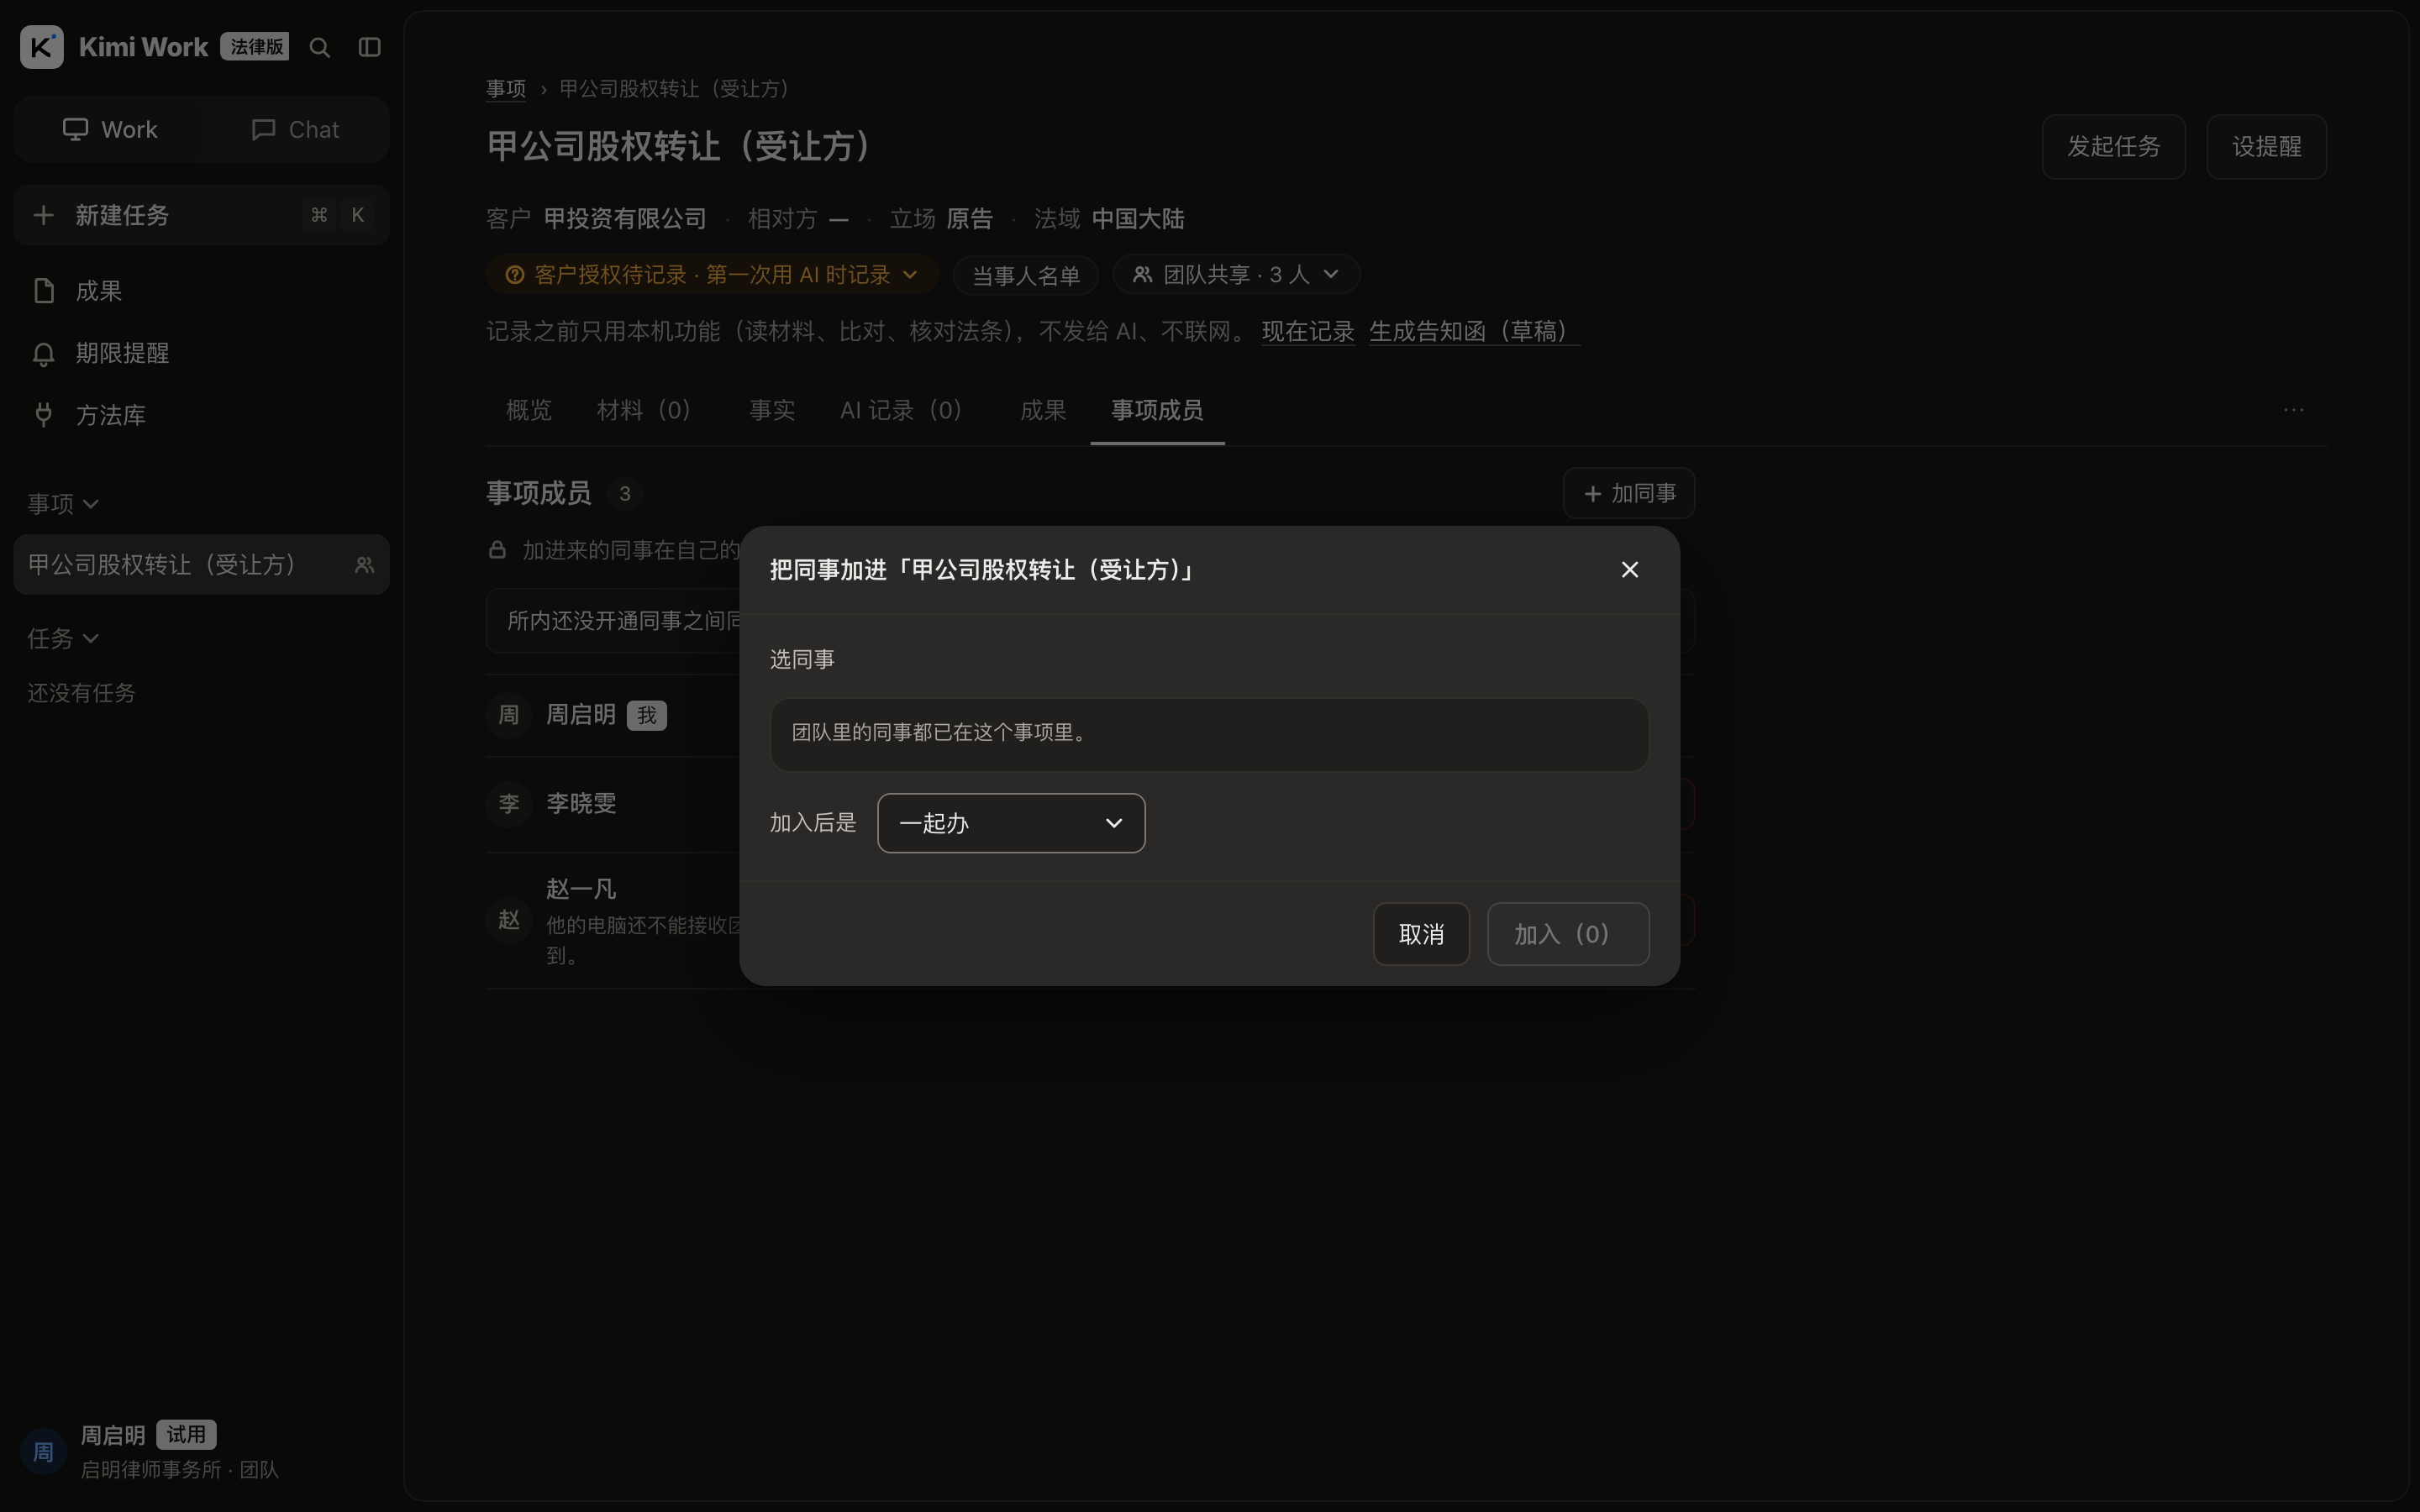 Kimi Work 法律版
Work Chat
新建任务 ⌘ K
成果
期限提醒
方法库
事项
甲公司股权转让（受让方）
任务
还没有任务
周 周启明 试用
启明律师事务所 · 团队
事项 › 甲公司股权转让（受让方）
甲公司股权转让（受让方）
发起任务 设提醒
客户 甲投资有限公司 · 相对方 — · 立场 原告 · 法域 中国大陆
客户授权待记录 · 第一次用 AI 时记录 当事人名单 团队共享 · 3 人
记录之前只用本机功能（读材料、比对、核对法条），不发给 AI、不联网。 现在记录 生成告知函（草稿）
概览 材料（0） 事实 AI 记录（0） 成果 事项成员 ···
事项成员 3 + 加同事
加进来的同事在自己的
所内还没开通同事之间同
周 周启明 我
李 李晓雯
赵 赵一凡
他的电脑还不能接收团
到。
把同事加进「甲公司股权转让（受让方）」
选同事
团队里的同事都已在这个事项里。
加入后是 一起办
取消 加入（0）